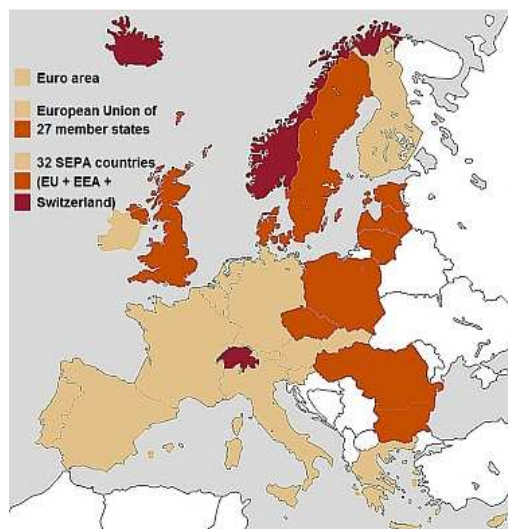 Euro area
European Union of
27 member states
32 SEPA countries
(EU + EEA +
Switzerland)